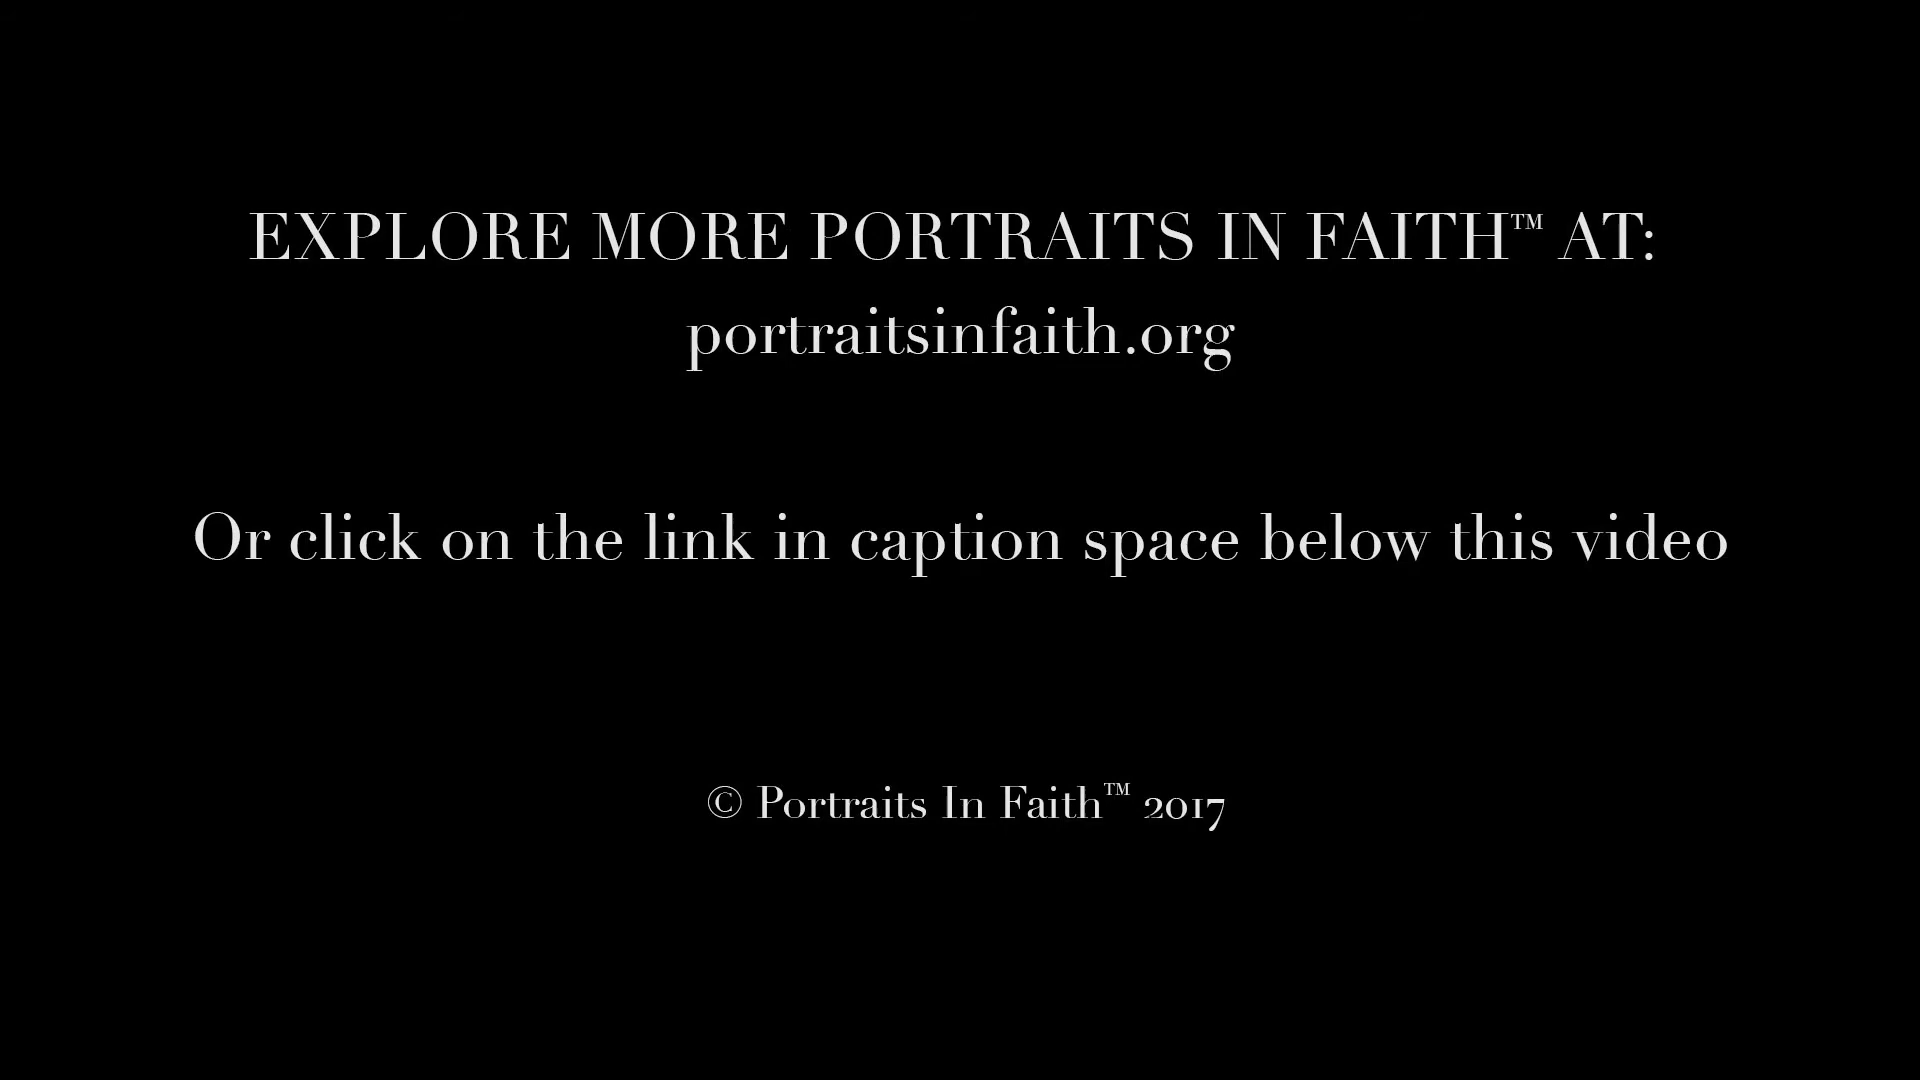 EXPLORE MORE PORTRAITS IN FAITH™ AT:
portraitsinfaith.org
Or click on the link in caption space below this video
© Portraits In Faith™ 2017